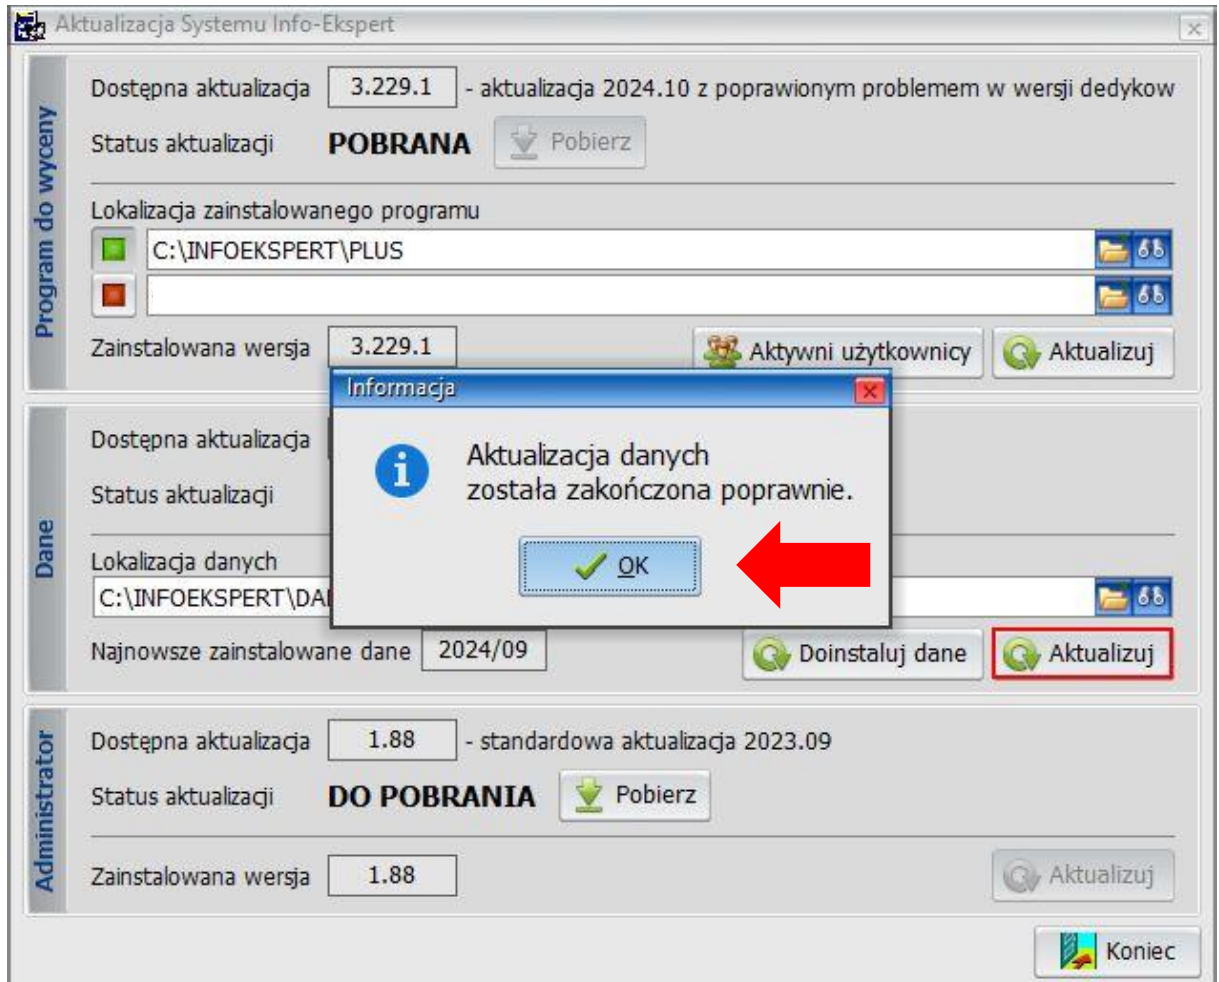 Aktualizacja Systemu Info-Ekspert
Program do wyceny
Dostępna aktualizacja 3.229.1 - aktualizacja 2024.10 z poprawionym problemem w wersji dedykow
Status aktualizacji POBRANA Pobierz
Lokalizacja zainstalowanego programu
C:\INFOEKSPERT\PLUS
Zainstalowana wersja 3.229.1 Aktywni użytkownicy Aktualizuj
Informacja
Aktualizacja danych
została zakończona poprawnie.
OK
Dane
Dostępna aktualizacja
Status aktualizacji
Lokalizacja danych
C:\INFOEKSPERT\DA
Najnowsze zainstalowane dane 2024/09 Doinstaluj dane Aktualizuj
Administrator
Dostępna aktualizacja 1.88 - standardowa aktualizacja 2023.09
Status aktualizacji DO POBRANIA Pobierz
Zainstalowana wersja 1.88 Aktualizuj
Koniec